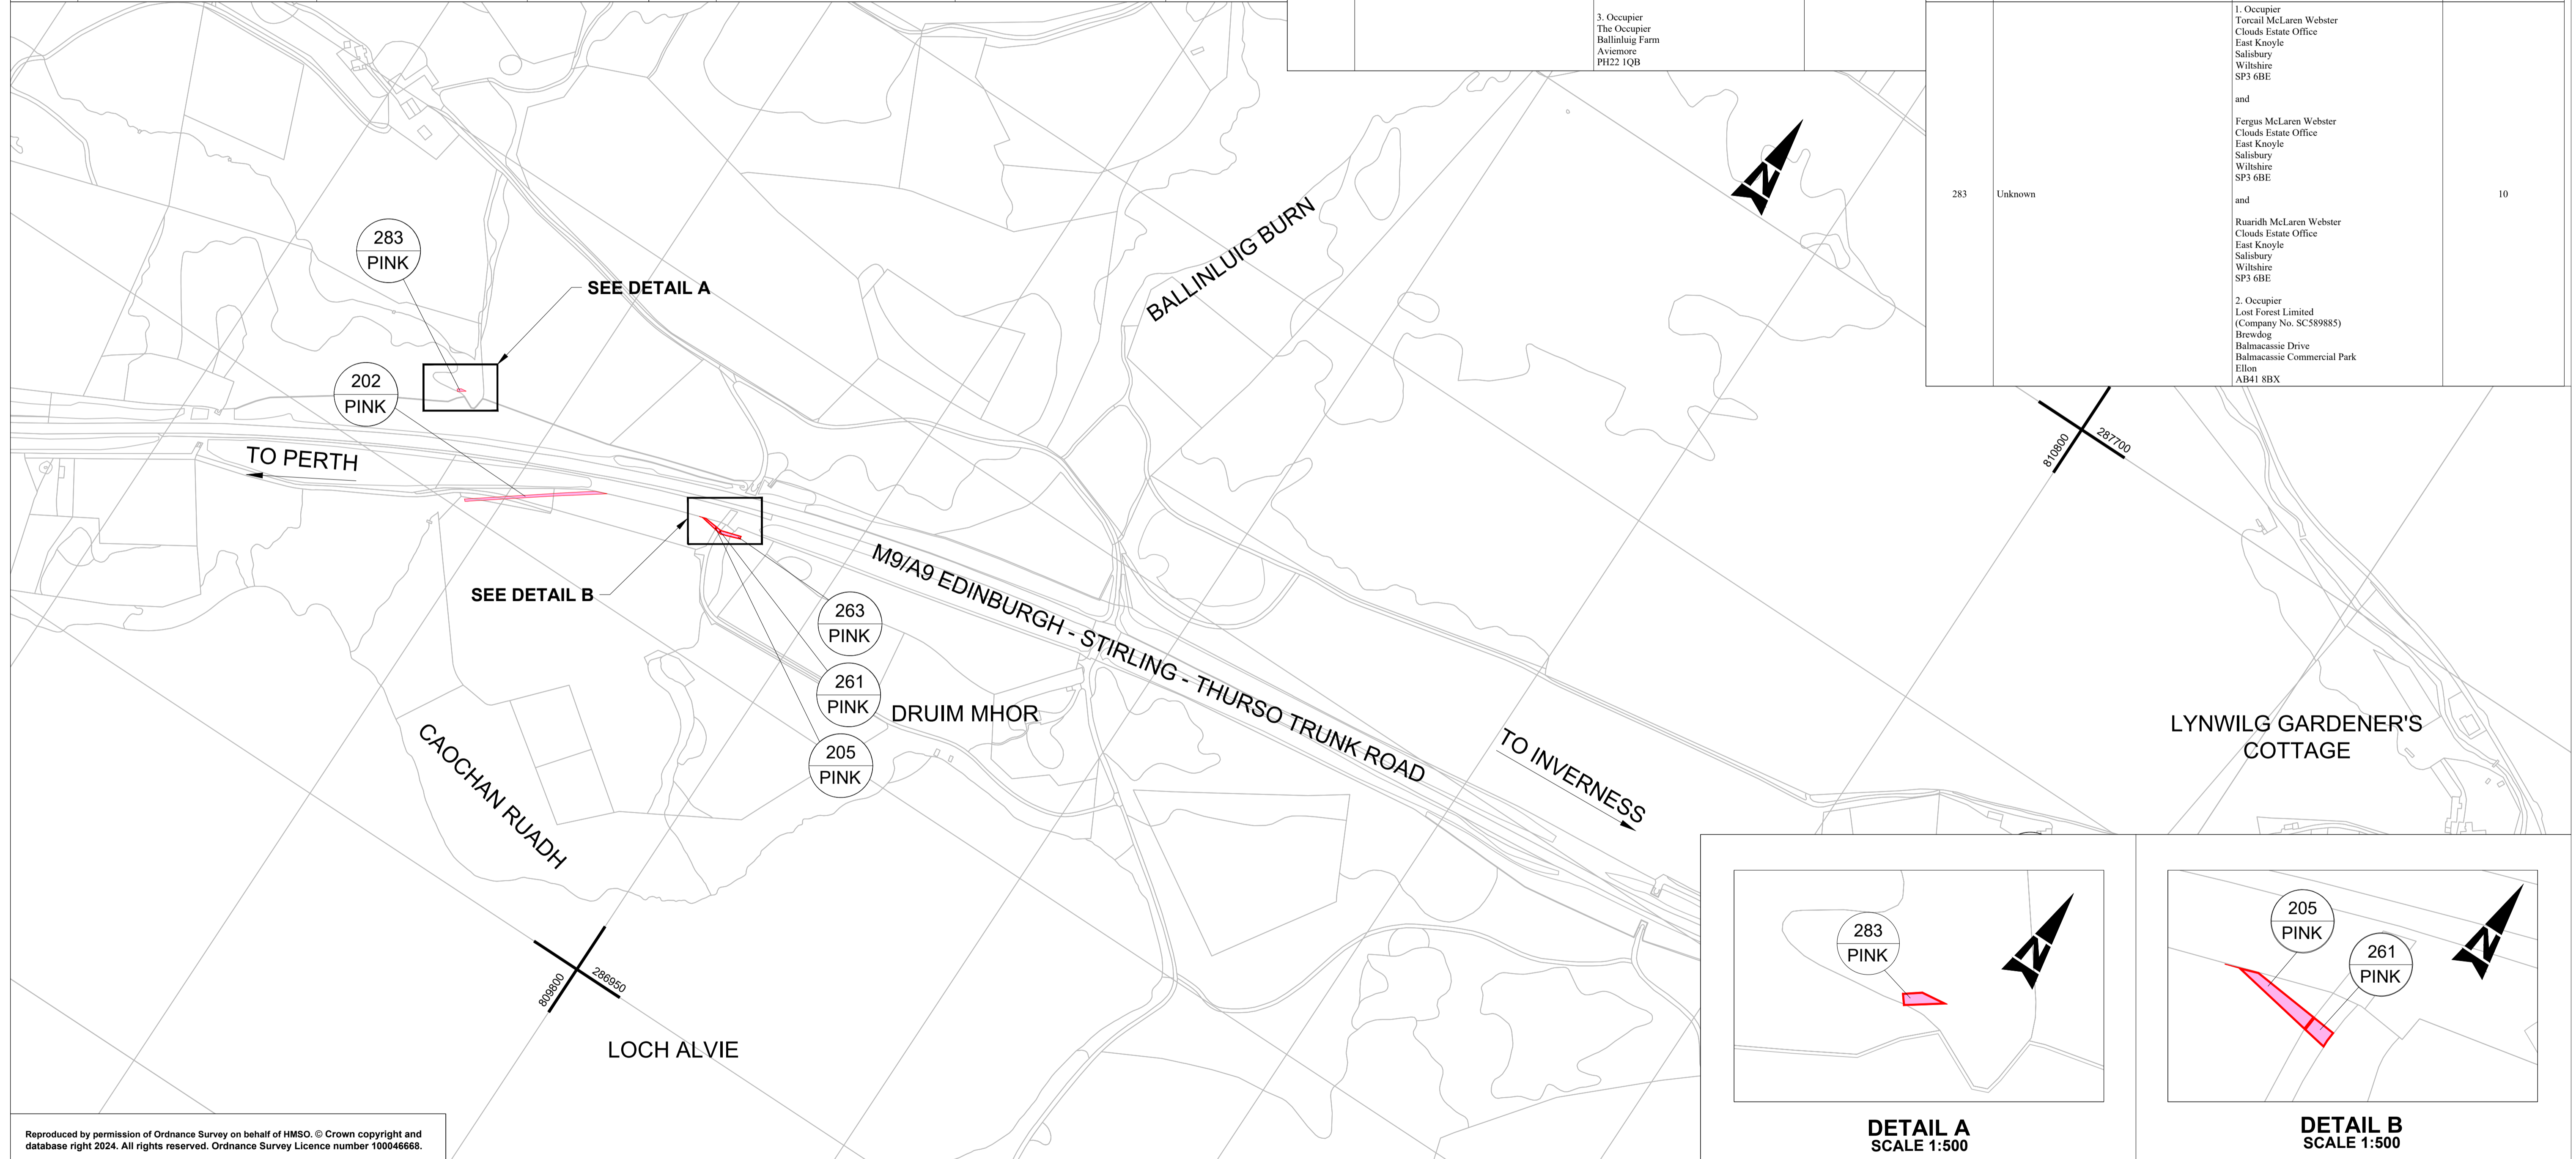 3. Occupier
The Occupier
Ballinluig Farm
Aviemore
PH22 1QB
1. Occupier
Torcail McLaren Webster
Clouds Estate Office
East Knoyle
Salisbury
Wiltshire
SP3 6BE
and
Fergus McLaren Webster
Clouds Estate Office
East Knoyle
Salisbury
Wiltshire
SP3 6BE
283 Unknown 10
and
Ruaridh McLaren Webster
Clouds Estate Office
East Knoyle
Salisbury
Wiltshire
SP3 6BE
2. Occupier
Lost Forest Limited
(Company No. SC589885)
Brewdog
Balmacassie Drive
Balmacassie Commercial Park
Ellon
AB41 8BX
283
PINK
SEE DETAIL A
202
PINK
TO PERTH
BALLINLUIG BURN
N
810800
287700
SEE DETAIL B
M9/A9 EDINBURGH - STIRLING - THURSO TRUNK ROAD
263
PINK
261
PINK
205
PINK
DRUIM MHOR
CAOCHAN RUADH
TO INVERNESS
LYNWILG GARDENER'S
COTTAGE
809800
286950
LOCH ALVIE
283
PINK
N
DETAIL A
SCALE 1:500
205
PINK
261
PINK
N
DETAIL B
SCALE 1:500
Reproduced by permission of Ordnance Survey on behalf of HMSO. © Crown copyright and
database right 2024. All rights reserved. Ordnance Survey Licence number 100046668.